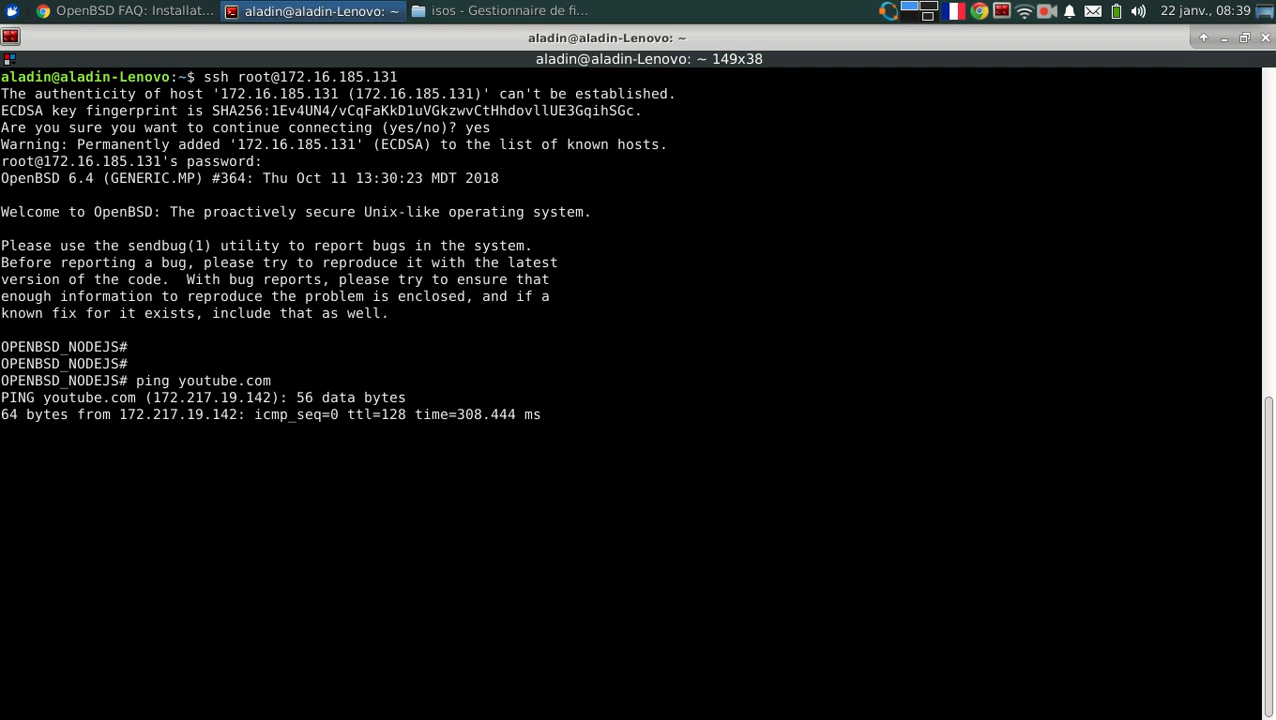 OpenBSD FAQ: Installat...
aladin@aladin-Lenovo: ~
isos - Gestionnaire de fi...
22 janv., 08:39
aladin@aladin-Lenovo: ~
aladin@aladin-Lenovo: ~ 149x38
aladin@aladin-Lenovo:~$ ssh root@172.16.185.131
The authenticity of host '172.16.185.131 (172.16.185.131)' can't be established.
ECDSA key fingerprint is SHA256:1Ev4UN4/vCqFaKkD1uVGkzwvCtHhdovllUE3GqihSGc.
Are you sure you want to continue connecting (yes/no)? yes
Warning: Permanently added '172.16.185.131' (ECDSA) to the list of known hosts.
root@172.16.185.131's password:
OpenBSD 6.4 (GENERIC.MP) #364: Thu Oct 11 13:30:23 MDT 2018
Welcome to OpenBSD: The proactively secure Unix-like operating system.
Please use the sendbug(1) utility to report bugs in the system.
Before reporting a bug, please try to reproduce it with the latest
version of the code.  With bug reports, please try to ensure that
enough information to reproduce the problem is enclosed, and if a
known fix for it exists, include that as well.
OPENBSD_NODEJS#
OPENBSD_NODEJS#
OPENBSD_NODEJS# ping youtube.com
PING youtube.com (172.217.19.142): 56 data bytes
64 bytes from 172.217.19.142: icmp_seq=0 ttl=128 time=308.444 ms